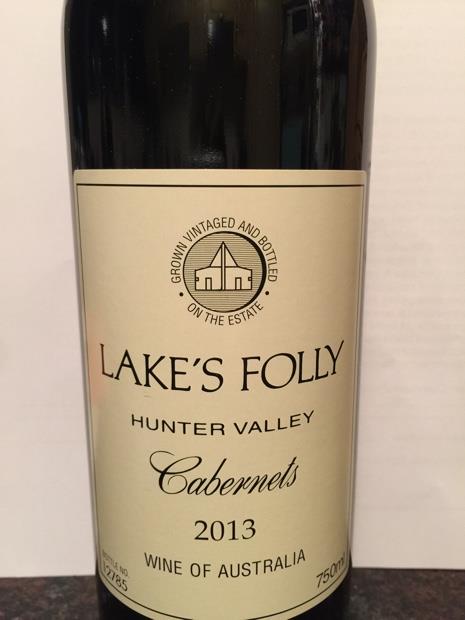 GROWN VINTAGED AND BOTTLED
• ON THE ESTATE •
LAKE'S FOLLY
HUNTER VALLEY
Cabernets
2013
WINE OF AUSTRALIA
BOTTLE NO.
12785
750ml